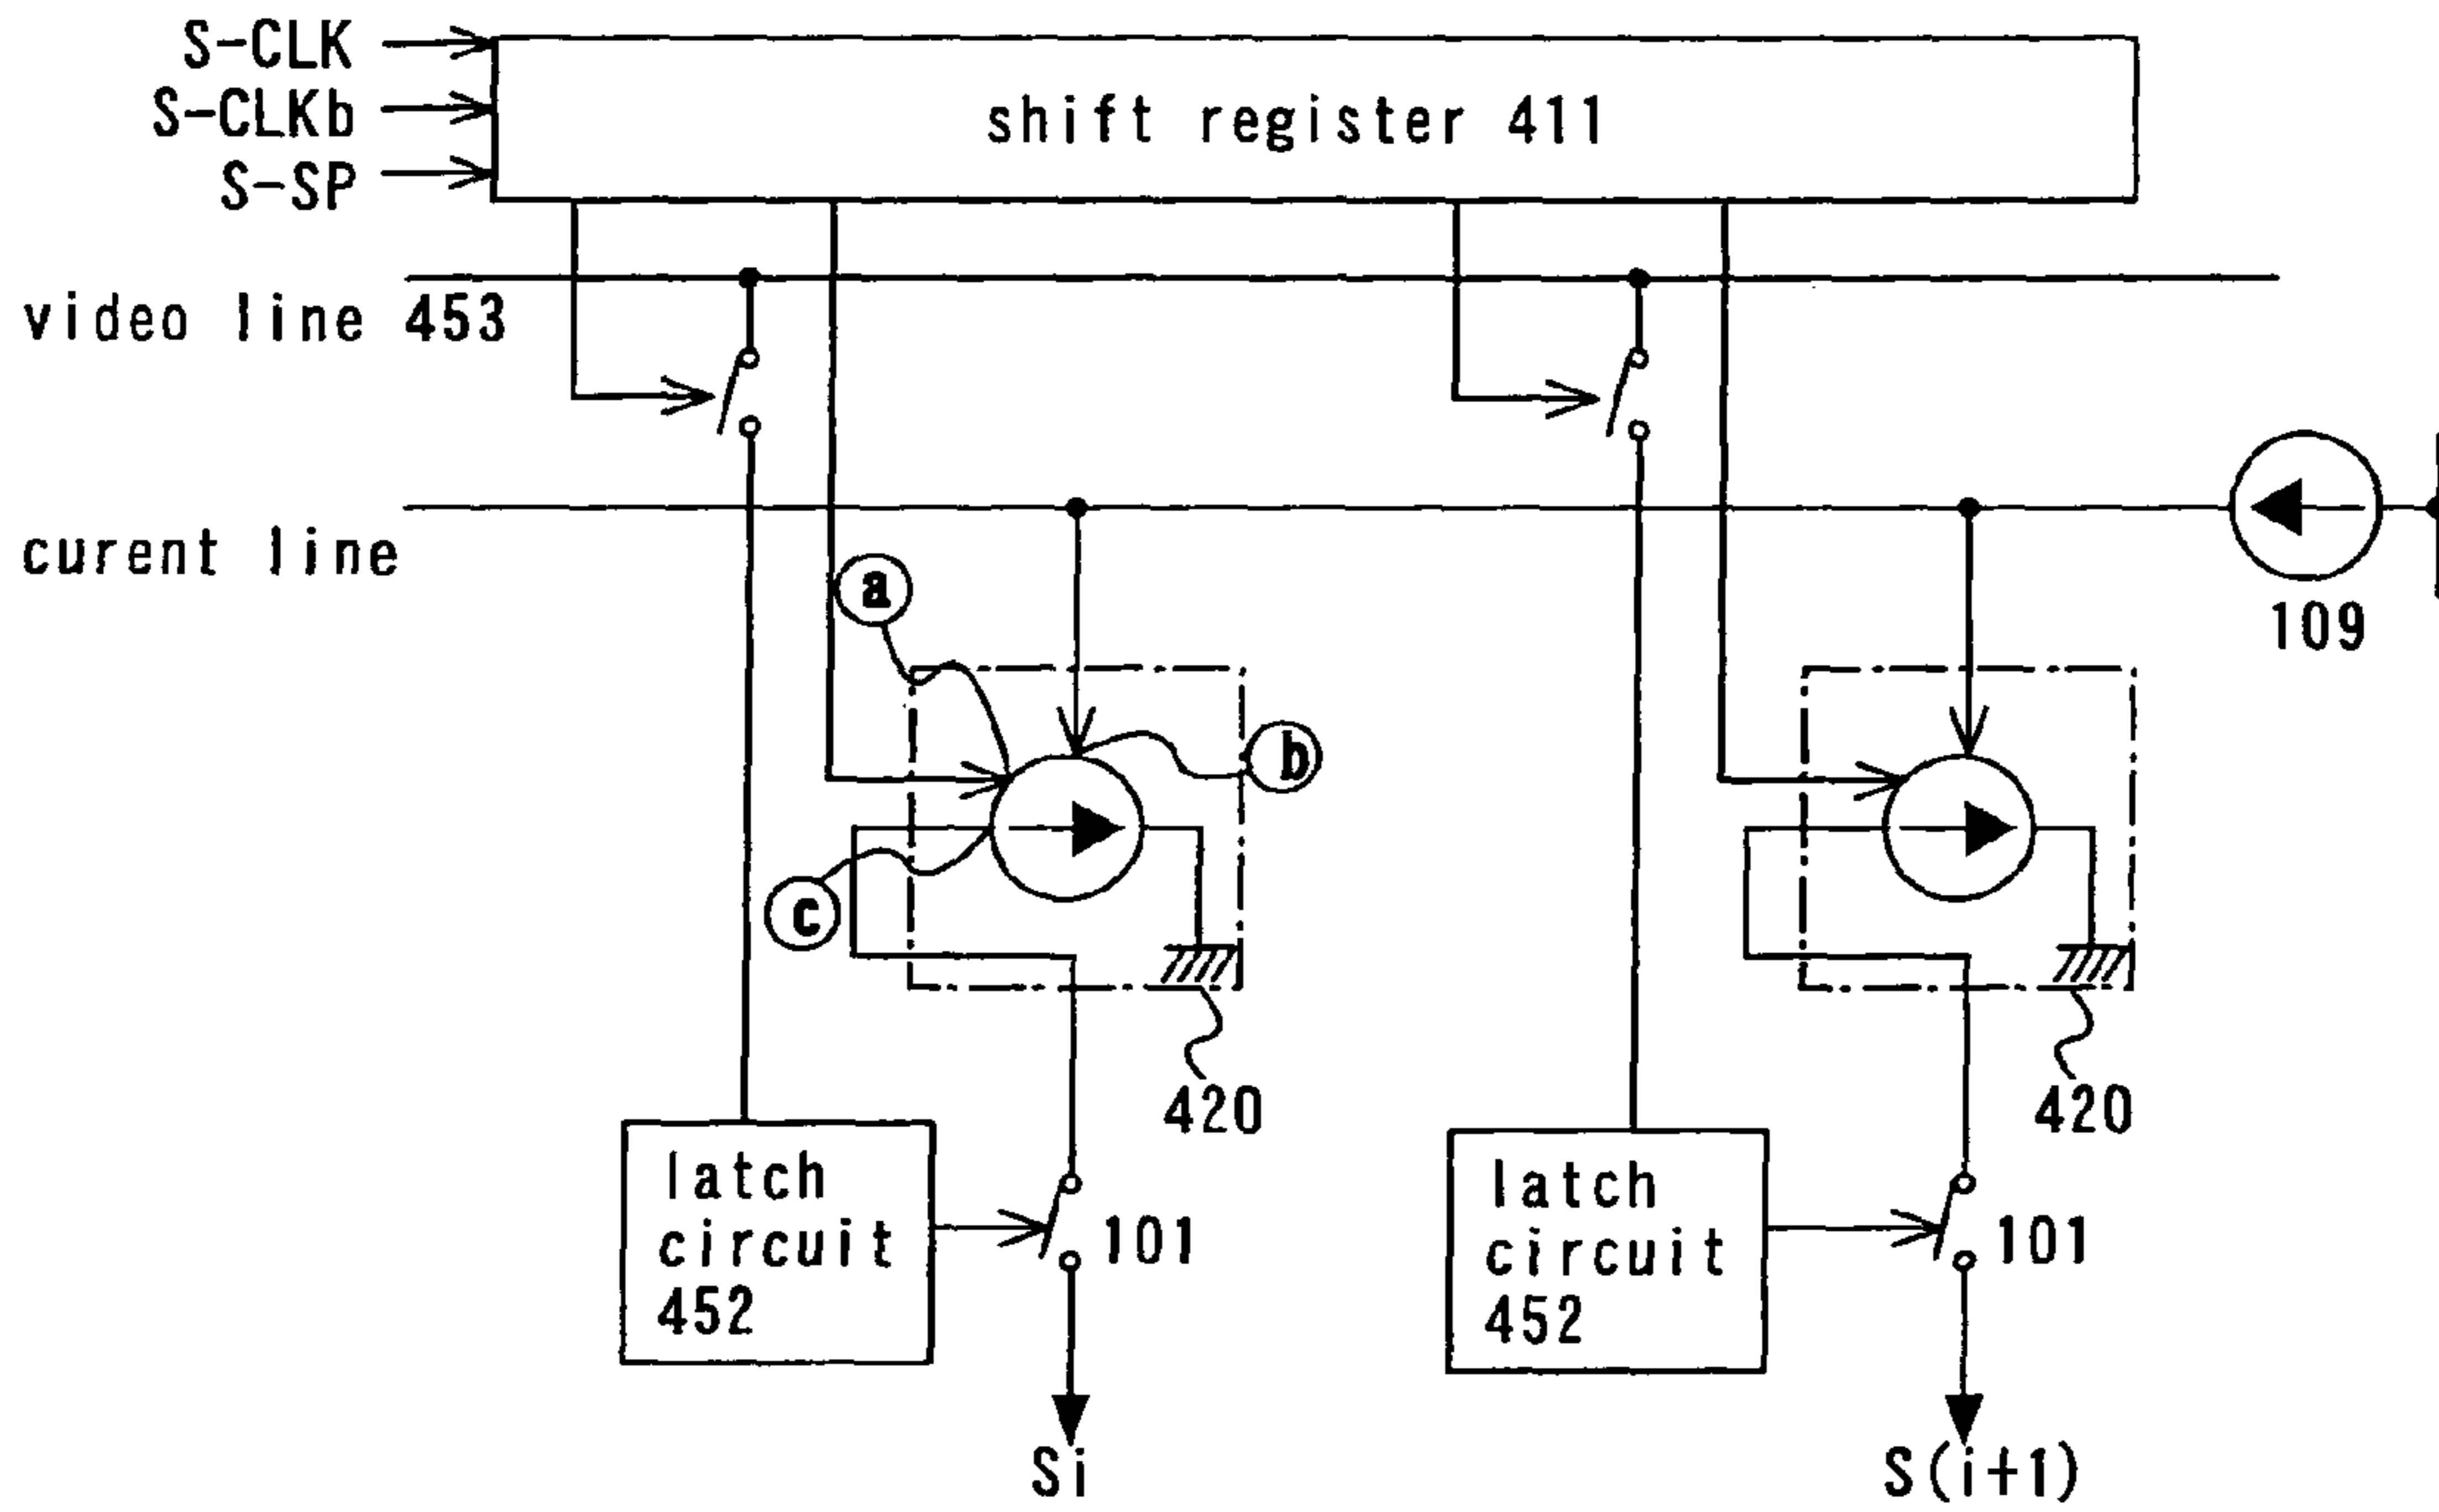 S-CLK
S-CLKb
S-SP
shift register 411
video line 453
curent line
109
a
b
c
420
420
latch
circuit
452
101
latch
circuit
452
101
Si
S(i+1)